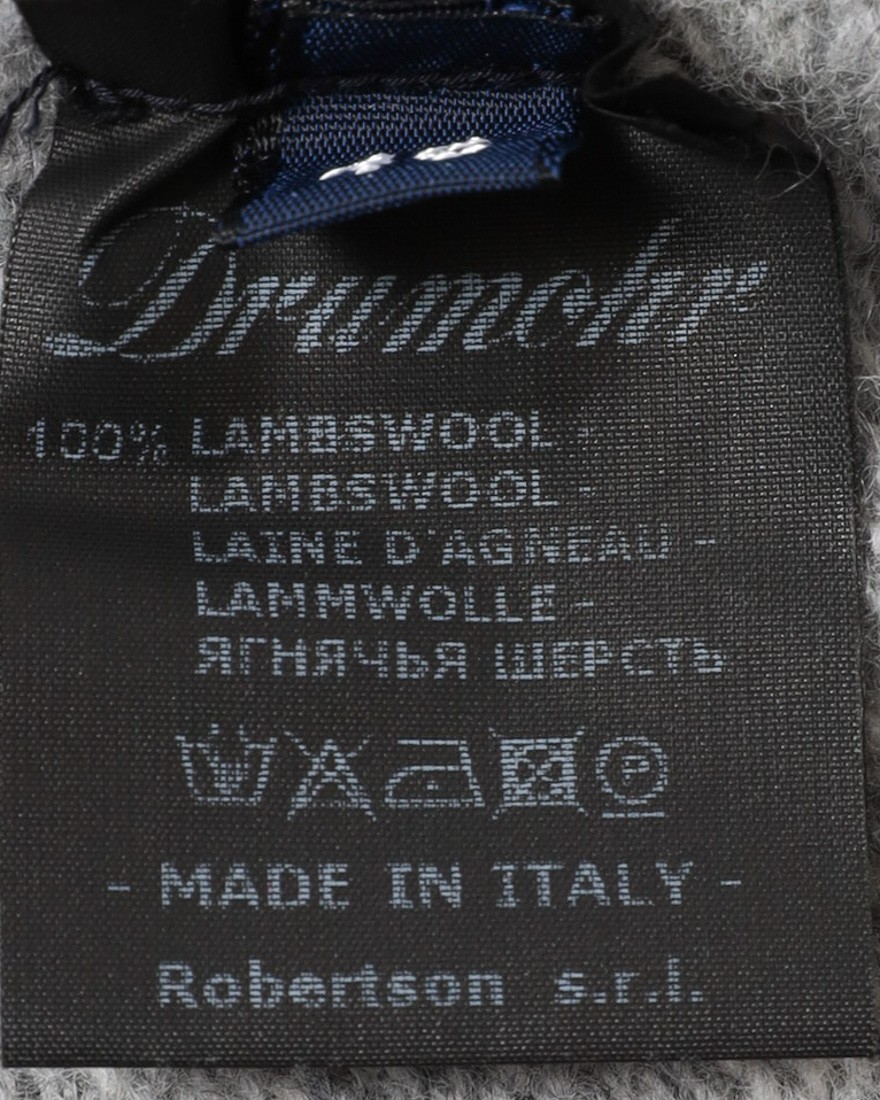 Drumohr
100% LAMBSWOOL -
LAMBSWOOL -
LAINE D'AGNEAU -
LAMMWOLLE -
ЯГНЯЧЬЯ ШЕРСТЬ
P
- MADE IN ITALY -
Robertson s.r.l.